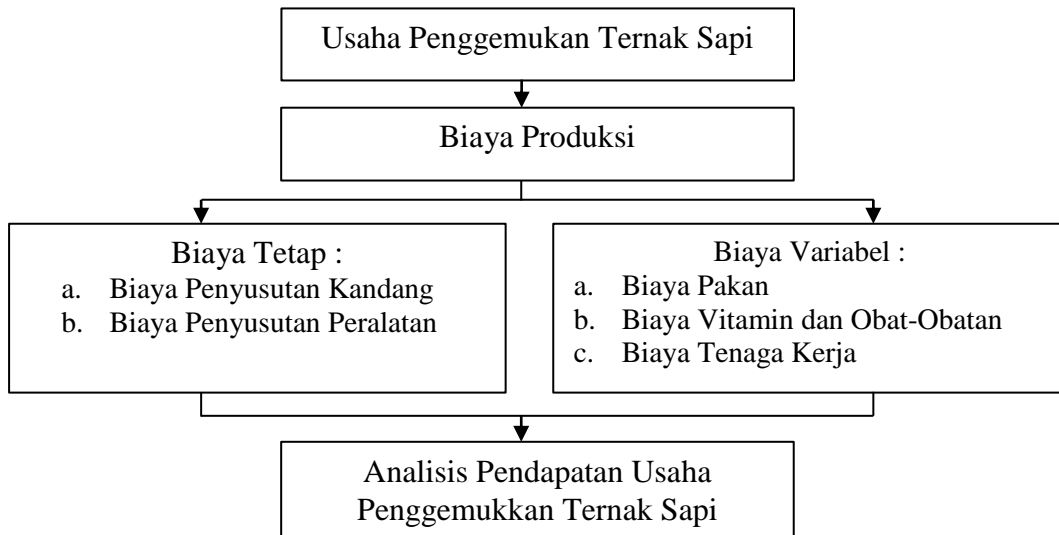 Usaha Penggemukan Ternak Sapi
Biaya Produksi
Biaya Tetap :
a. Biaya Penyusutan Kandang
b. Biaya Penyusutan Peralatan
Biaya Variabel :
a. Biaya Pakan
b. Biaya Vitamin dan Obat-Obatan
c. Biaya Tenaga Kerja
Analisis Pendapatan Usaha
Penggemukkan Ternak Sapi